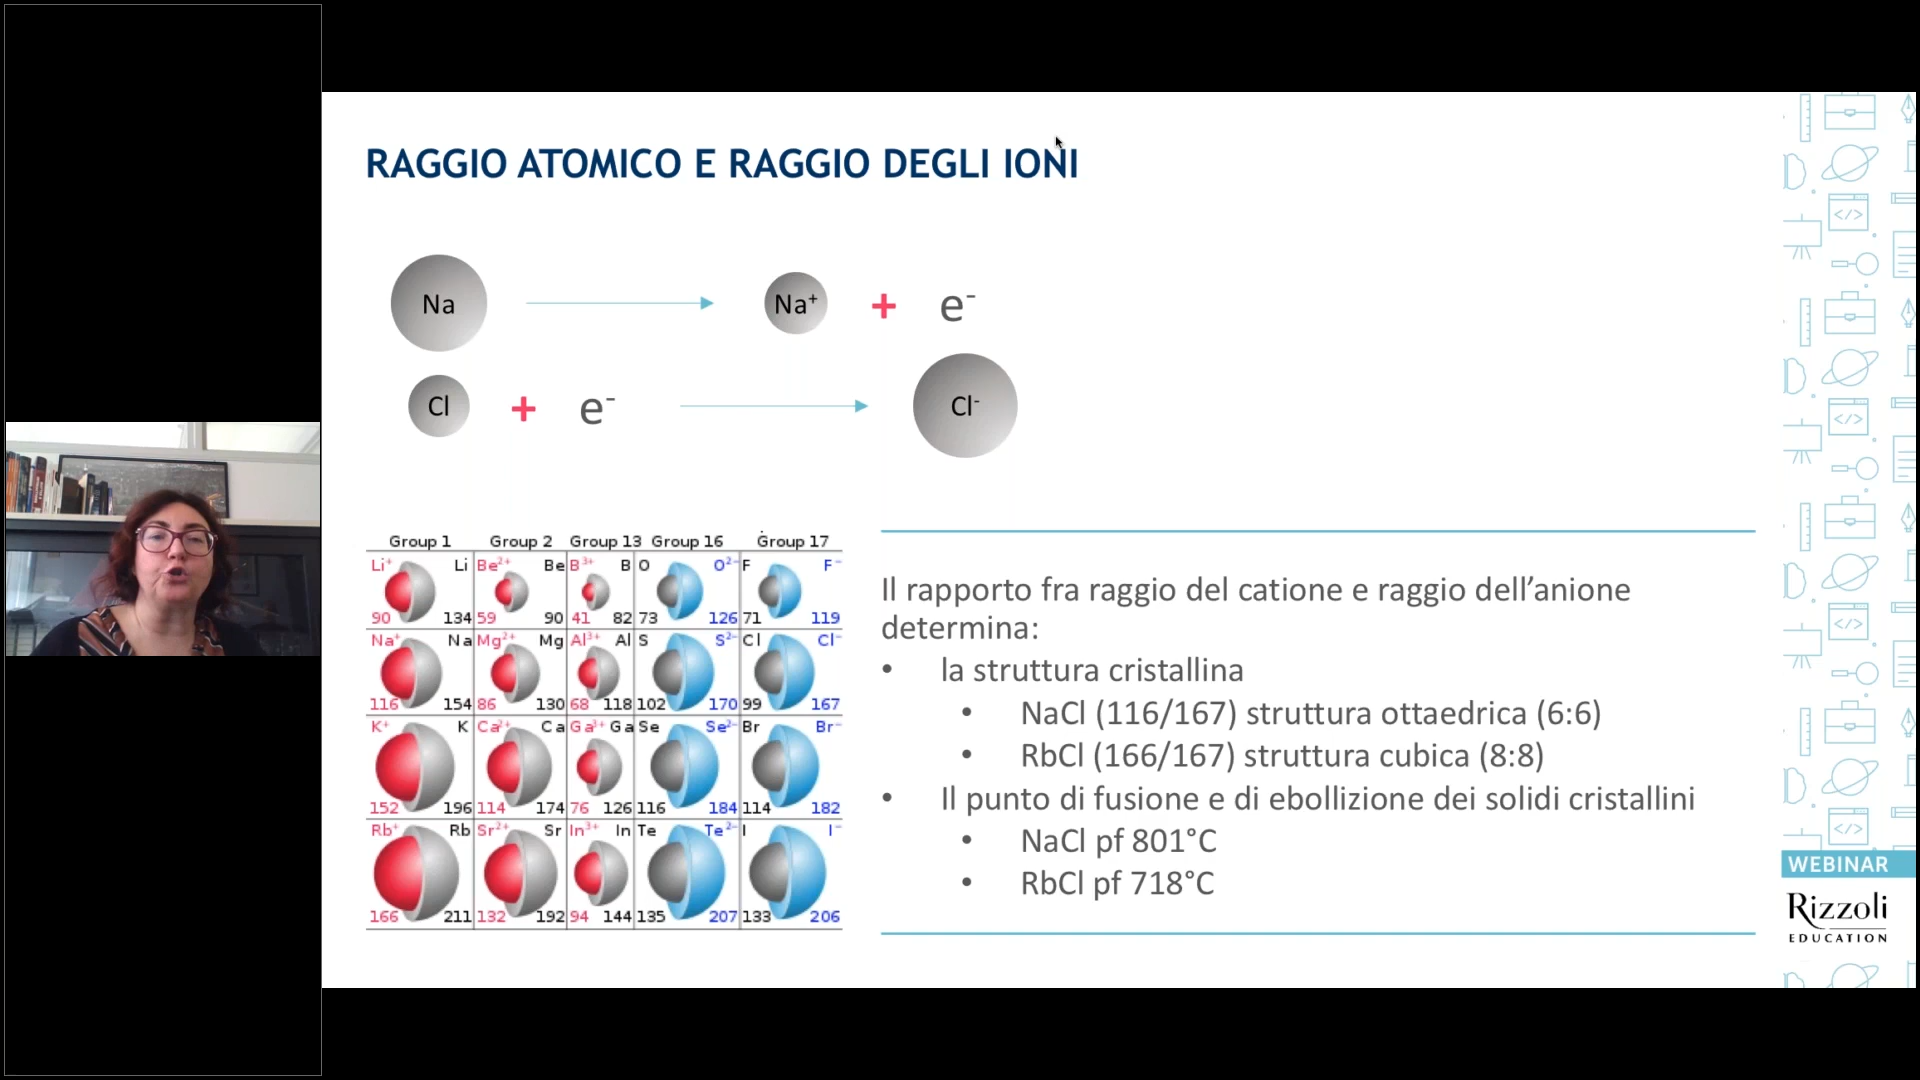 RAGGIO ATOMICO E RAGGIO DEGLI IONI
Na Na⁺ + e⁻
Cl + e⁻ Cl⁻
Group 1 Group 2 Group 13 Group 16 Group 17
Li⁺ Li Be²⁺ Be B³⁺ B O O²⁻ F F⁻
90 134 59 90 41 82 73 126 71 119
Na⁺ Na Mg²⁺ Mg Al³⁺ Al S S²⁻ Cl Cl⁻
116 154 86 130 68 118 102 170 99 167
K⁺ K Ca²⁺ Ca Ga³⁺ Ga Se Se²⁻ Br Br⁻
152 196 114 174 76 126 116 184 114 182
Rb⁺ Rb Sr²⁺ Sr In³⁺ In Te Te²⁻ I I⁻
166 211 132 192 94 144 135 207 133 206
Il rapporto fra raggio del catione e raggio dell’anione
determina:
• la struttura cristallina
• NaCl (116/167) struttura ottaedrica (6:6)
• RbCl (166/167) struttura cubica (8:8)
• Il punto di fusione e di ebollizione dei solidi cristallini
• NaCl pf 801°C
• RbCl pf 718°C
WEBINAR
Rizzoli
EDUCATION